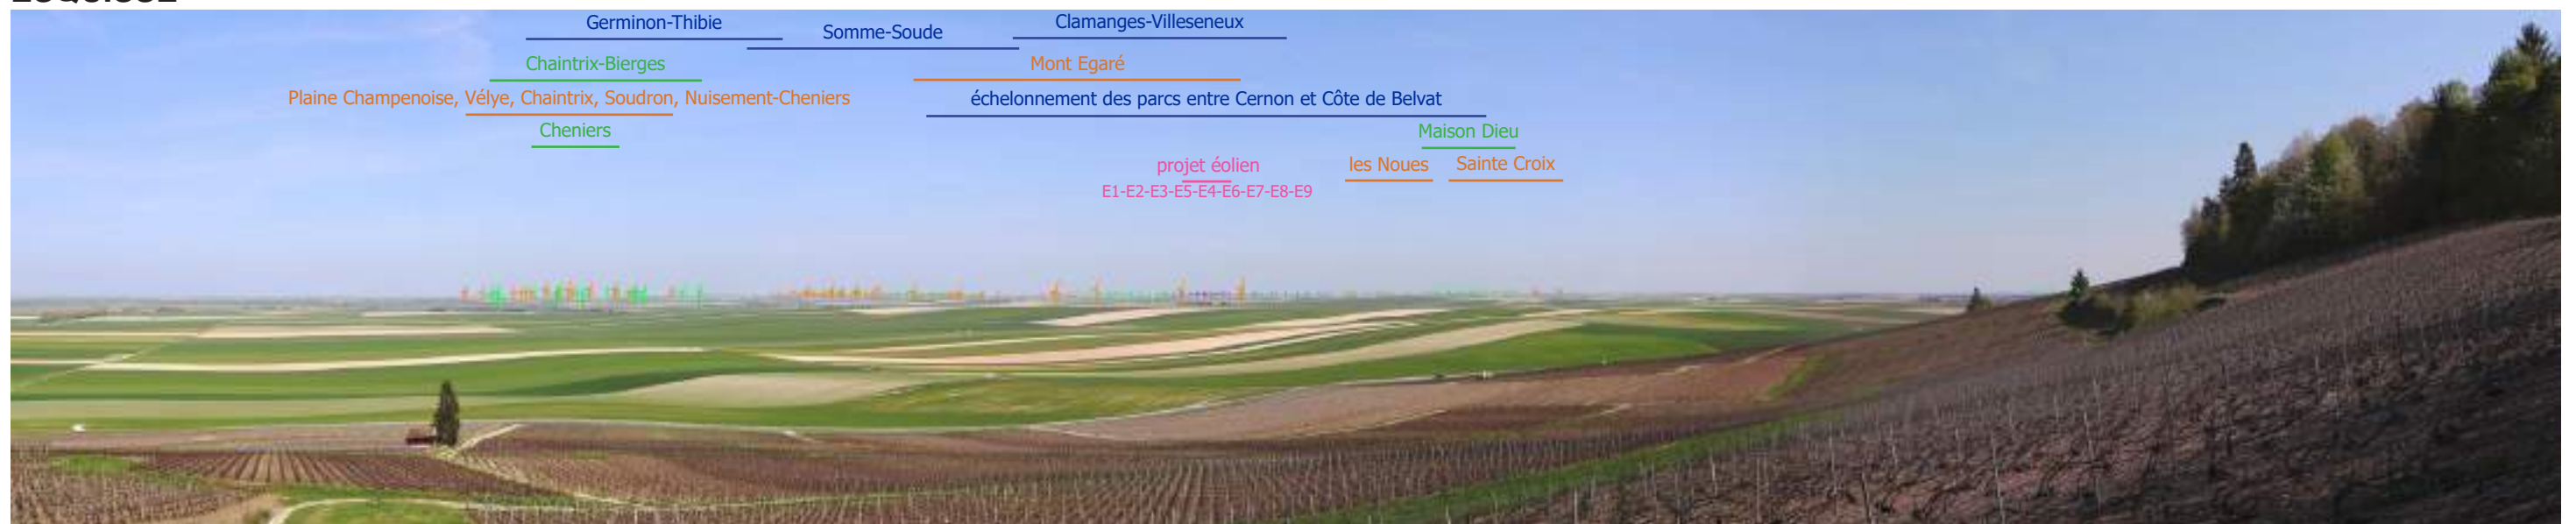 Germinon-Thibie
Somme-Soude
Clamanges-Villeseneux
Chaintrix-Bierges
Mont Egaré
Plaine Champenoise, Vélye, Chaintrix, Soudron, Nuisement-Cheniers
échelonnement des parcs entre Cernon et Côte de Belvat
Cheniers
Maison Dieu
projet éolien
les Noues
Sainte Croix
E1-E2-E3-E5-E4-E6-E7-E8-E9